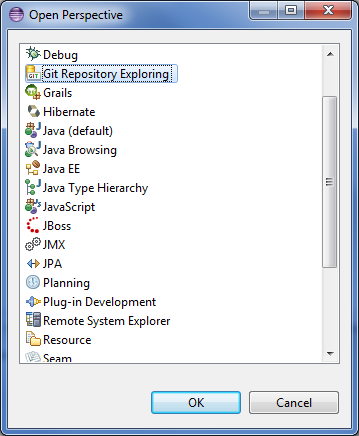 Open Perspective
Debug
GIT Git Repository Exploring
Grails
Hibernate
Java (default)
Java Browsing
Java EE
Java Type Hierarchy
JavaScript
JBoss
JMX
JPA
Planning
Plug-in Development
Remote System Explorer
Resource
Seam
OK Cancel